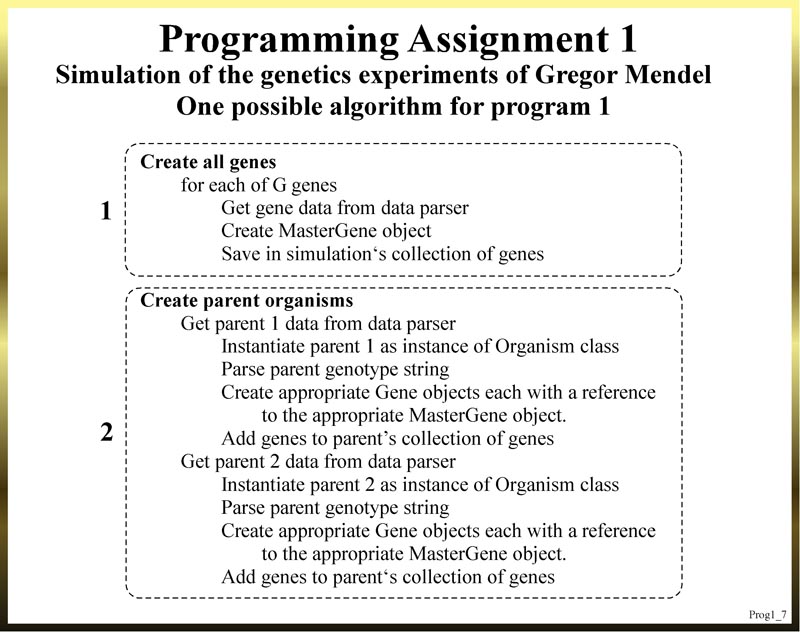 Programming Assignment 1
Simulation of the genetics experiments of Gregor Mendel
One possible algorithm for program 1
1
Create all genes
for each of G genes
Get gene data from data parser
Create MasterGene object
Save in simulation‘s collection of genes
2
Create parent organisms
Get parent 1 data from data parser
Instantiate parent 1 as instance of Organism class
Parse parent genotype string
Create appropriate Gene objects each with a reference
to the appropriate MasterGene object.
Add genes to parent’s collection of genes
Get parent 2 data from data parser
Instantiate parent 2 as instance of Organism class
Parse parent genotype string
Create appropriate Gene objects each with a reference
to the appropriate MasterGene object.
Add genes to parent‘s collection of genes
Prog1_7